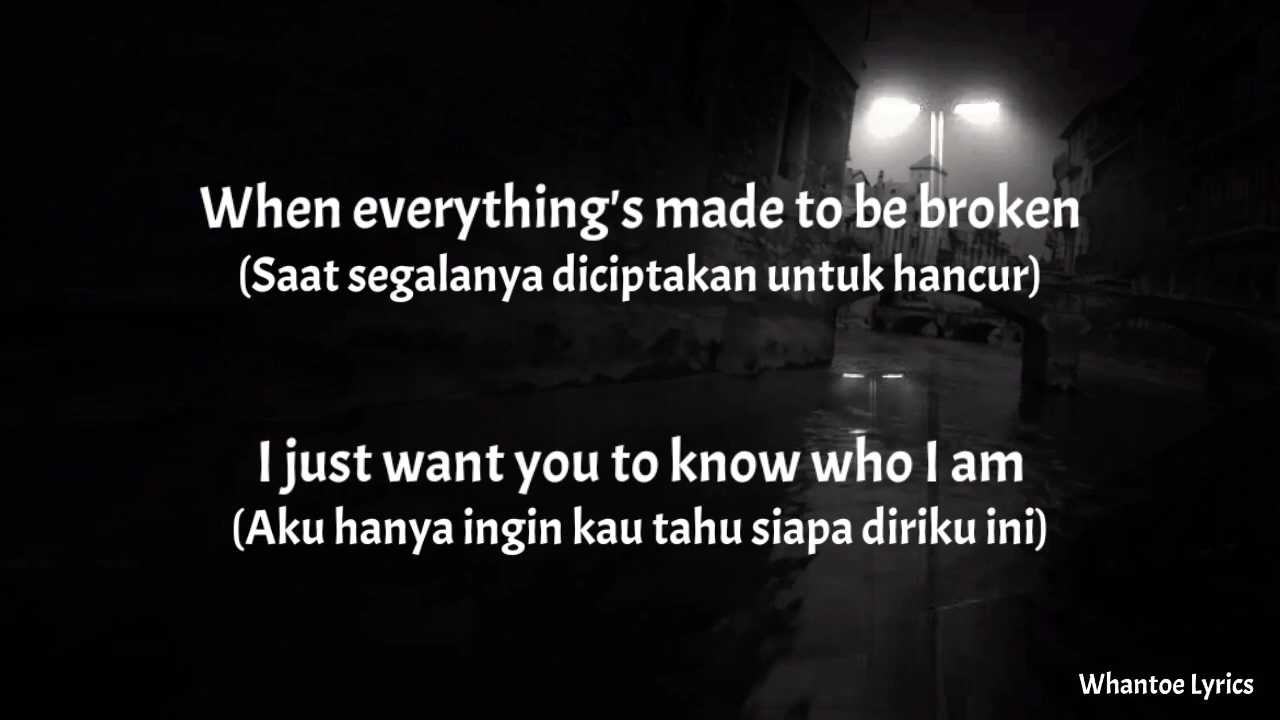 When everything's made to be broken
(Saat segalanya diciptakan untuk hancur)
I just want you to know who I am
(Aku hanya ingin kau tahu siapa diriku ini)
Whantoe Lyrics